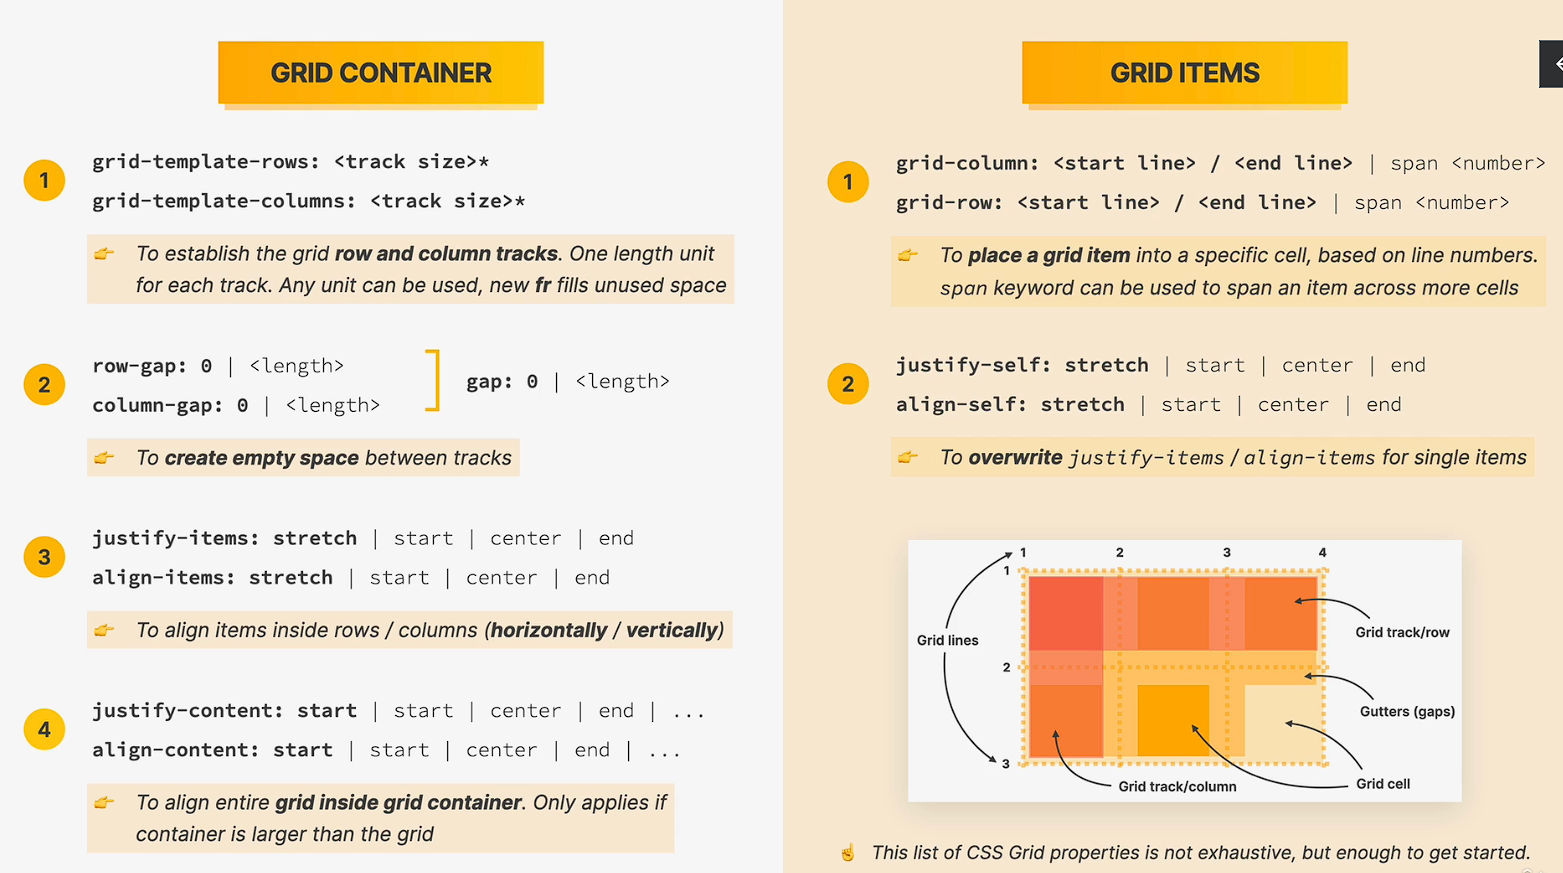 GRID CONTAINER
1
grid-template-rows: <track size>*
grid-template-columns: <track size>*
👉 To establish the grid row and column tracks. One length unit
for each track. Any unit can be used, new fr fills unused space
2
row-gap: 0 | <length>
column-gap: 0 | <length>
gap: 0 | <length>
👉 To create empty space between tracks
3
justify-items: stretch | start | center | end
align-items: stretch | start | center | end
👉 To align items inside rows / columns (horizontally / vertically)
4
justify-content: start | start | center | end | ...
align-content: start | start | center | end | ...
👉 To align entire grid inside grid container. Only applies if
container is larger than the grid
GRID ITEMS
1
grid-column: <start line> / <end line> | span <number>
grid-row: <start line> / <end line> | span <number>
👉 To place a grid item into a specific cell, based on line numbers.
span keyword can be used to span an item across more cells
2
justify-self: stretch | start | center | end
align-self: stretch | start | center | end
👉 To overwrite justify-items / align-items for single items
1 2 3 4
1
Grid track/row
Grid lines
2
Gutters (gaps)
3
Grid track/column
Grid cell
☝️ This list of CSS Grid properties is not exhaustive, but enough to get started.